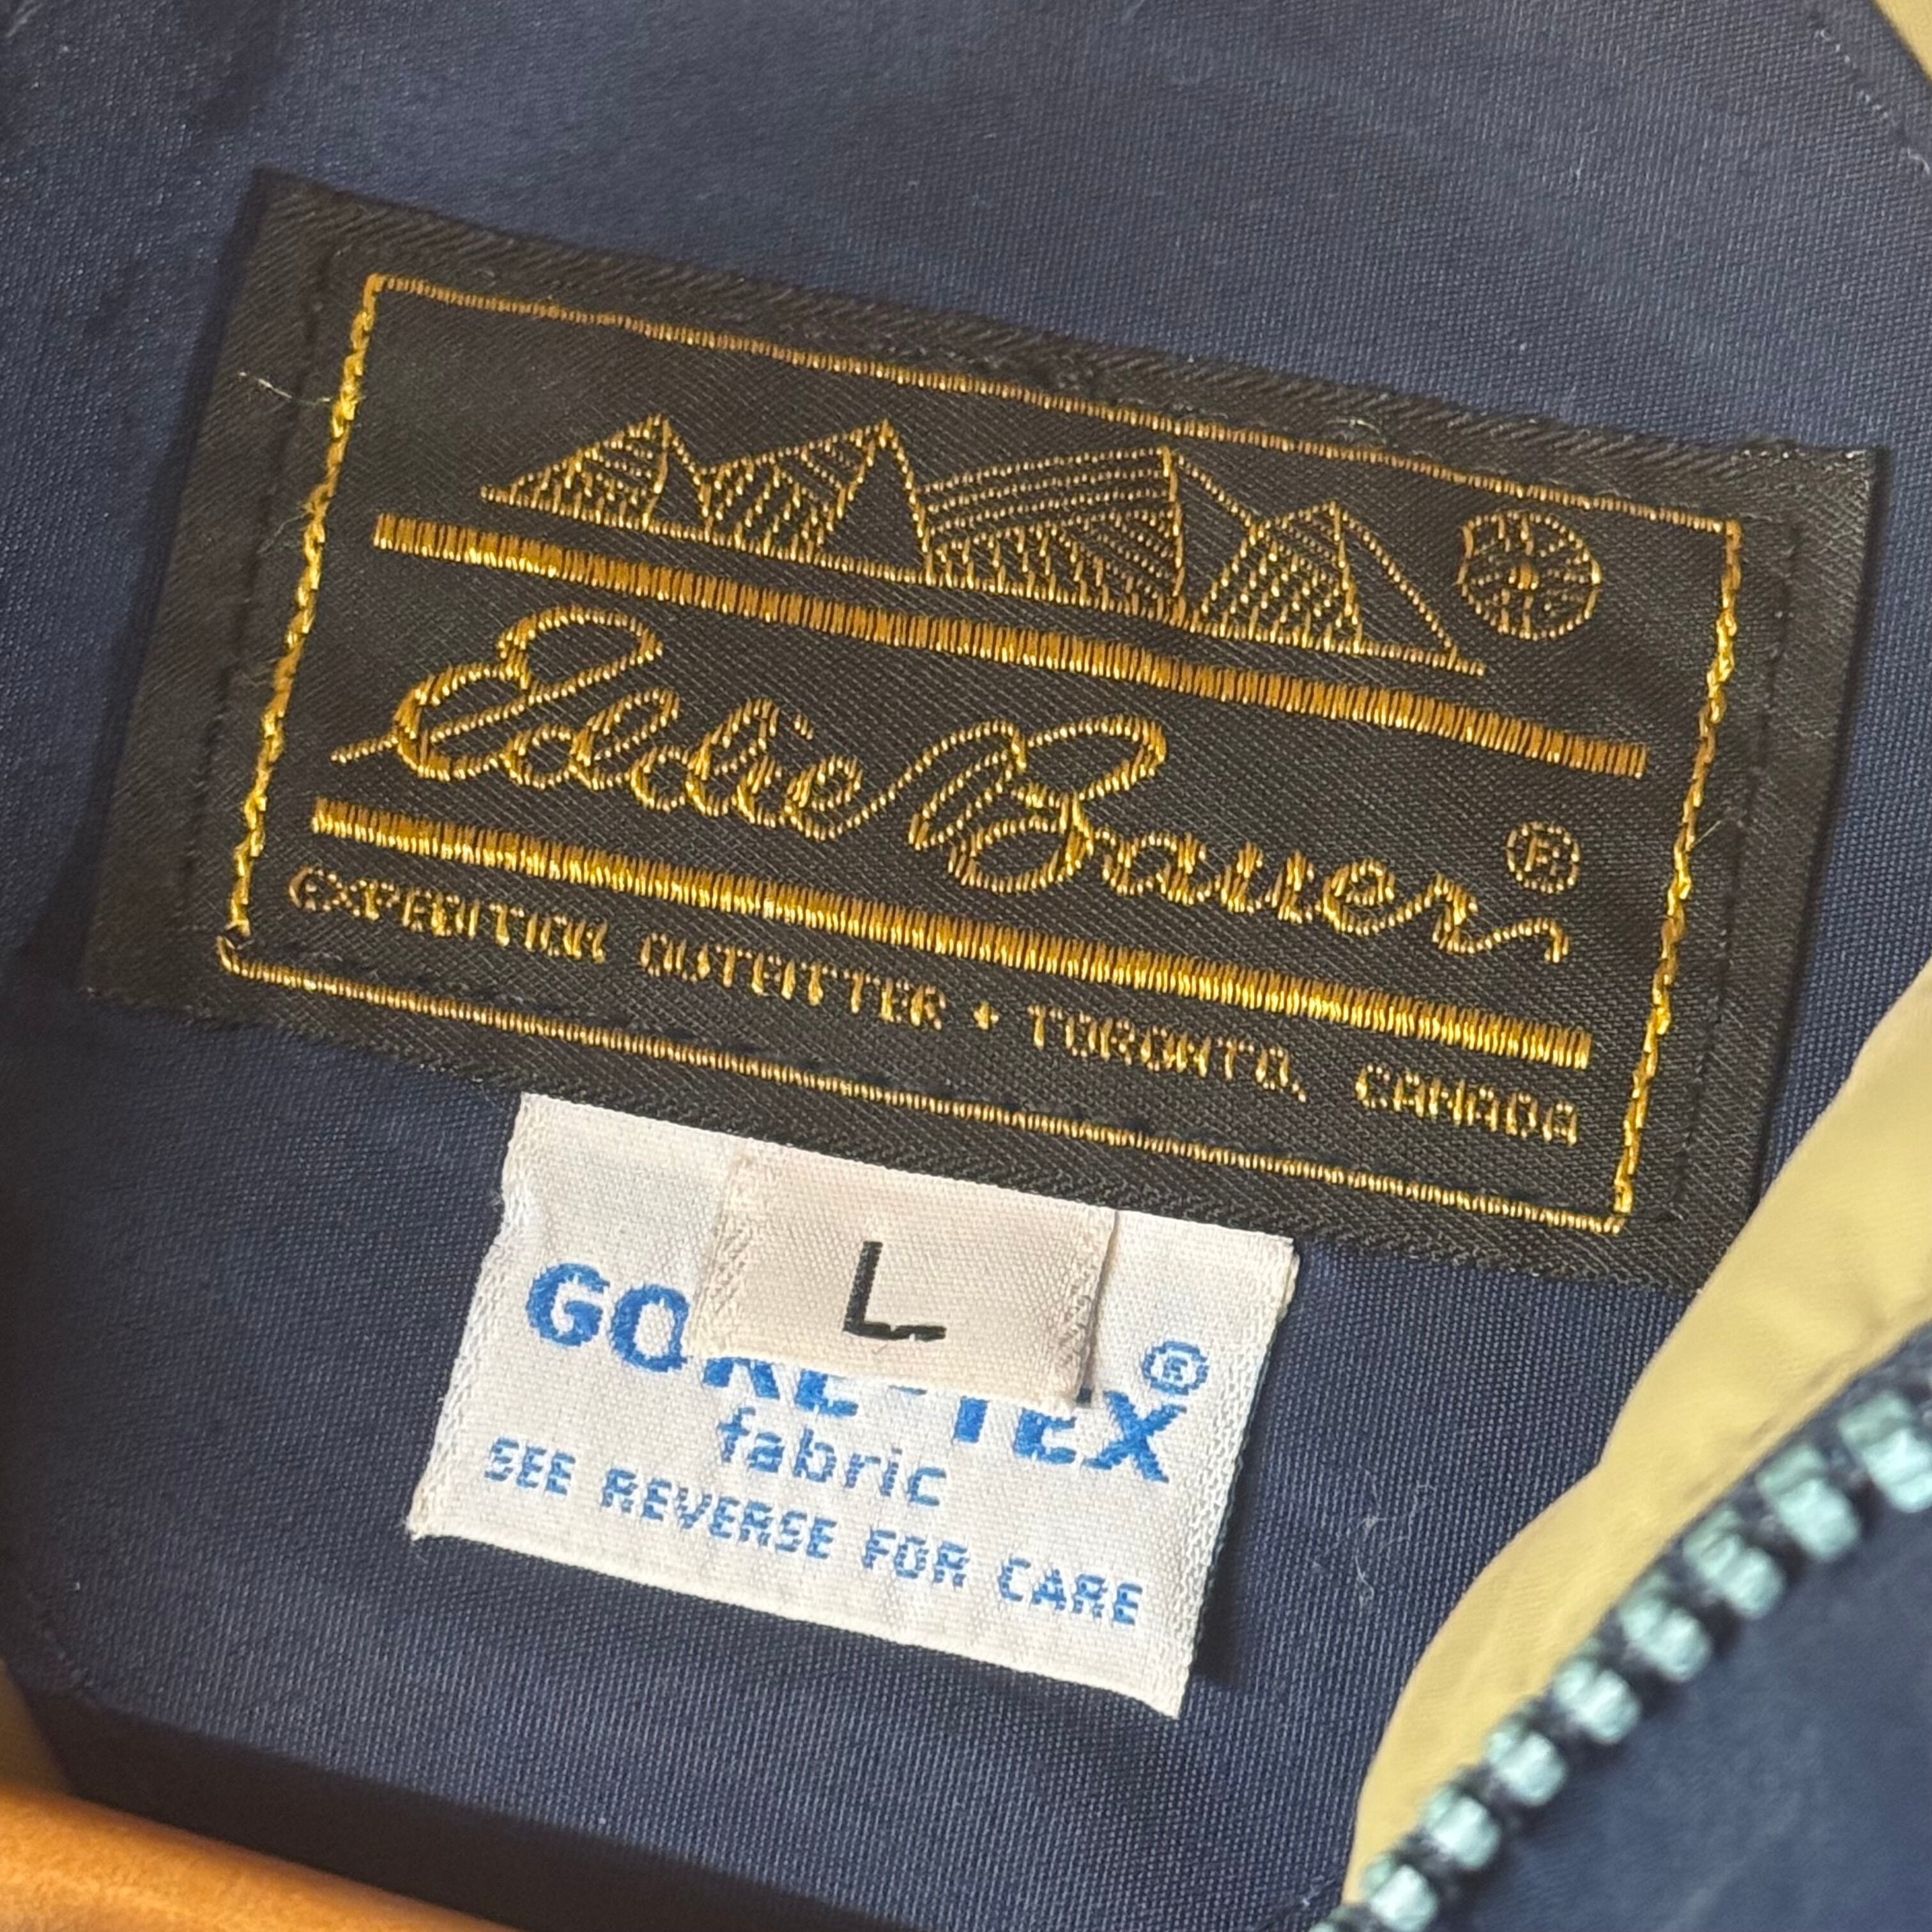 Eddie Bauer ®
EXPEDITION OUTFITTER + TORONTO, CANADA
L
GORE-TEX ®
fabric
SEE REVERSE FOR CARE